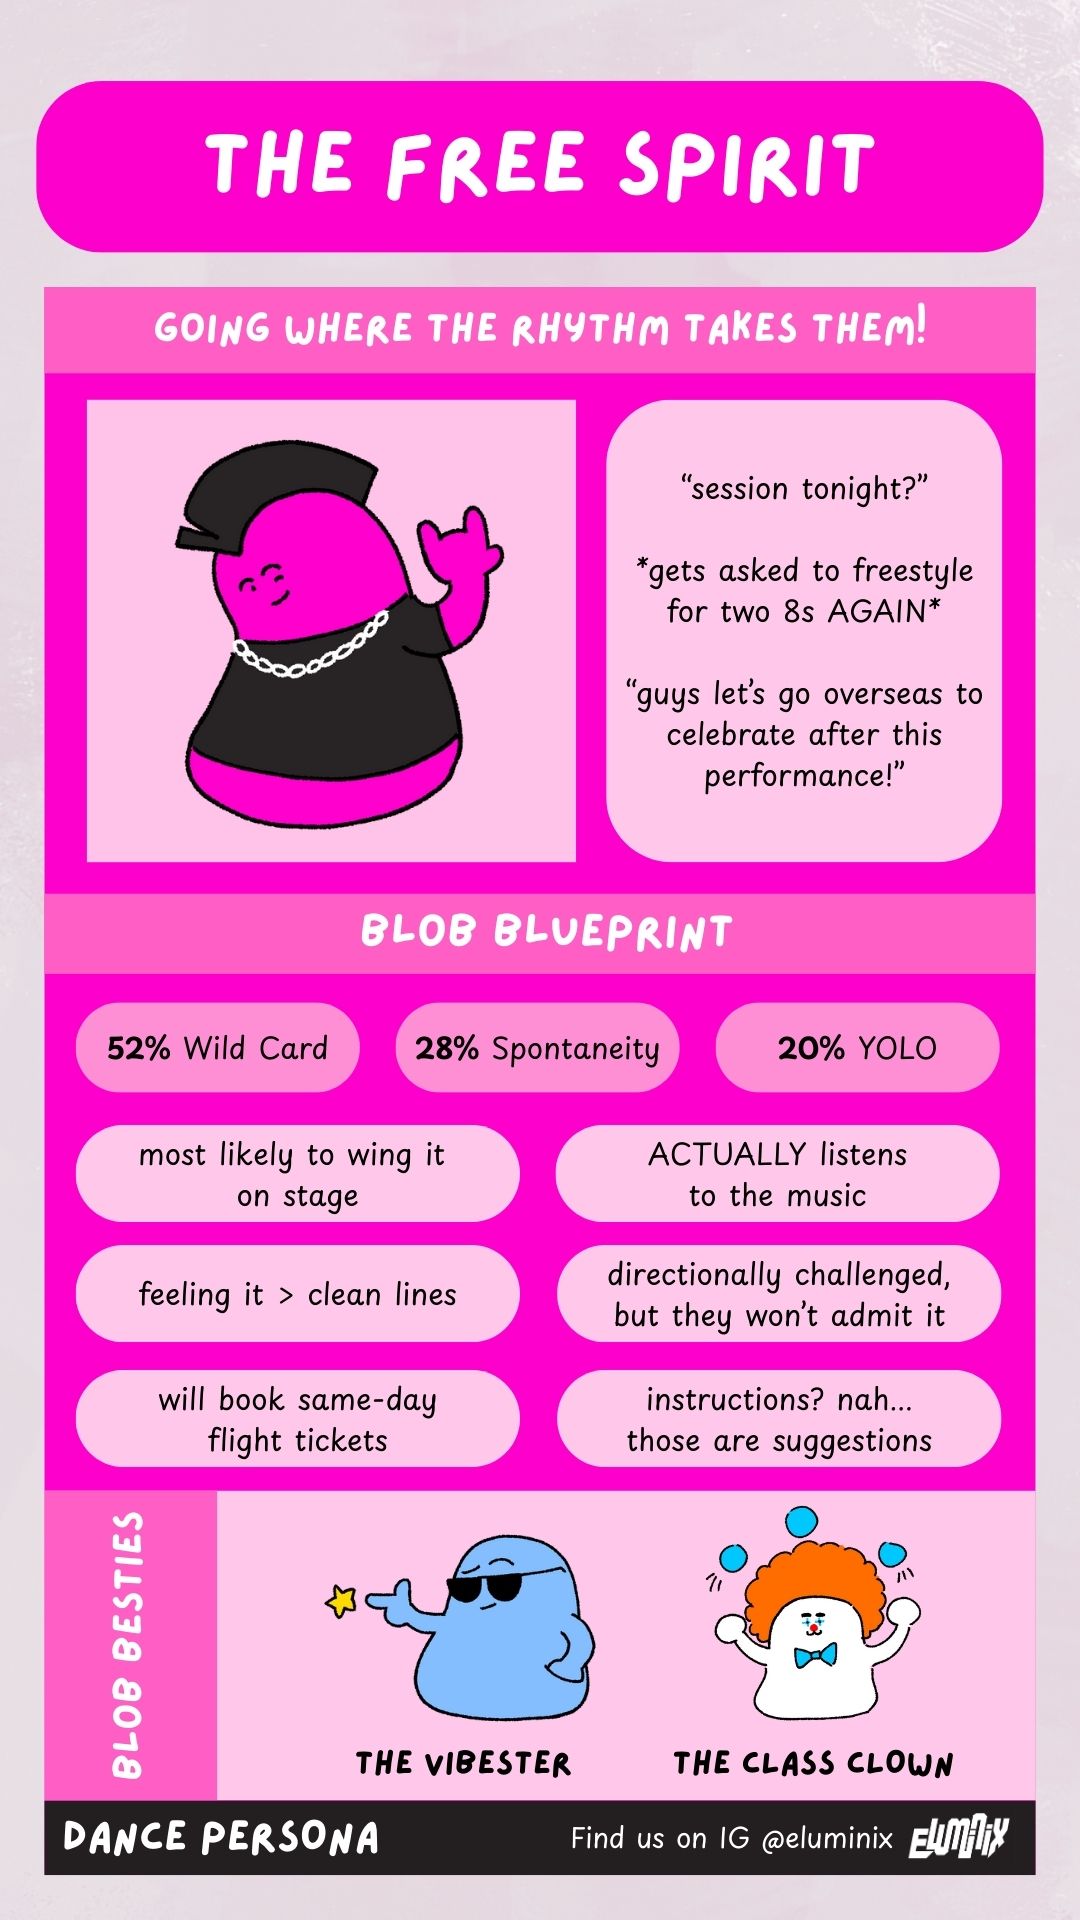 THE FREE SPIRIT
GOING WHERE THE RHYTHM TAKES THEM!
“session tonight?”
*gets asked to freestyle
for two 8s AGAIN*
“guys let’s go overseas to
celebrate after this
performance!”
BLOB BLUEPRINT
52% Wild Card
28% Spontaneity
20% YOLO
most likely to wing it
on stage
ACTUALLY listens
to the music
feeling it > clean lines
directionally challenged,
but they won’t admit it
will book same-day
flight tickets
instructions? nah...
those are suggestions
BLOB BESTIES
THE VIBESTER
THE CLASS CLOWN
DANCE PERSONA
Find us on IG @eluminix
ELUMINIX